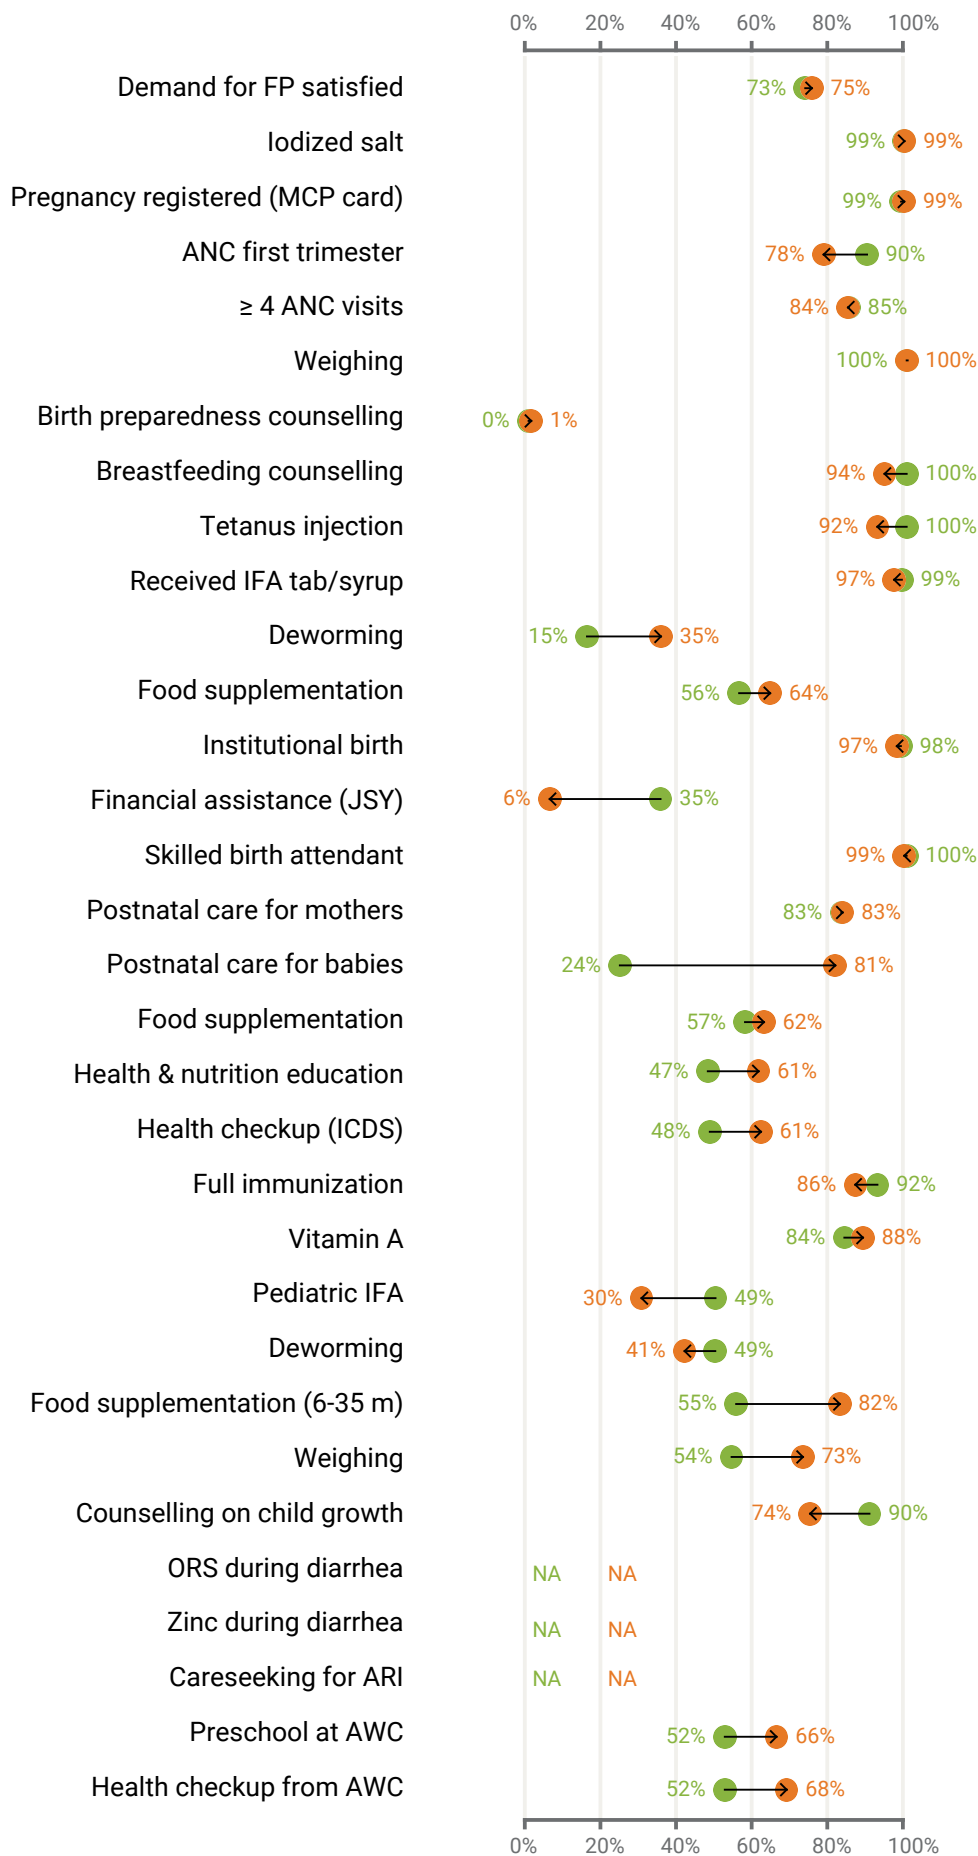 0% 20% 40% 60% 80% 100%
Demand for FP satisfied 73% 75%
Iodized salt 99% 99%
Pregnancy registered (MCP card) 99% 99%
ANC first trimester 78% 90%
≥ 4 ANC visits 84% 85%
Weighing 100% 100%
Birth preparedness counselling 0% 1%
Breastfeeding counselling 94% 100%
Tetanus injection 92% 100%
Received IFA tab/syrup 97% 99%
Deworming 15% 35%
Food supplementation 56% 64%
Institutional birth 97% 98%
Financial assistance (JSY) 6% 35%
Skilled birth attendant 99% 100%
Postnatal care for mothers 83% 83%
Postnatal care for babies 24% 81%
Food supplementation 57% 62%
Health & nutrition education 47% 61%
Health checkup (ICDS) 48% 61%
Full immunization 86% 92%
Vitamin A 84% 88%
Pediatric IFA 30% 49%
Deworming 41% 49%
Food supplementation (6-35 m) 55% 82%
Weighing 54% 73%
Counselling on child growth 74% 90%
ORS during diarrhea NA NA
Zinc during diarrhea NA NA
Careseeking for ARI NA NA
Preschool at AWC 52% 66%
Health checkup from AWC 52% 68%
0% 20% 40% 60% 80% 100%